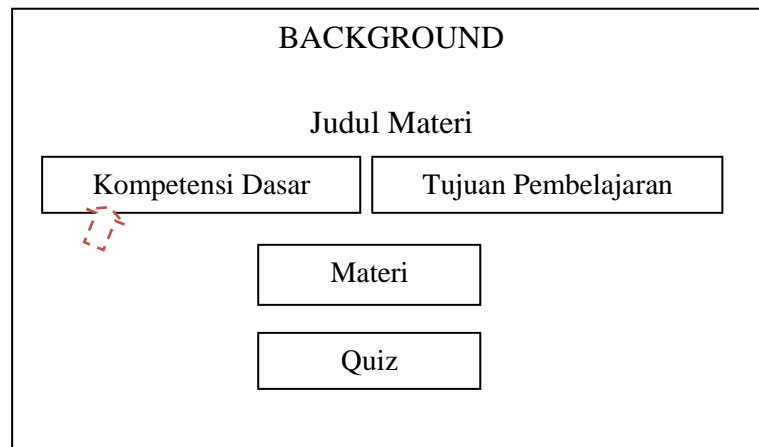 BACKGROUND
Judul Materi
Kompetensi Dasar
Tujuan Pembelajaran
Materi
Quiz